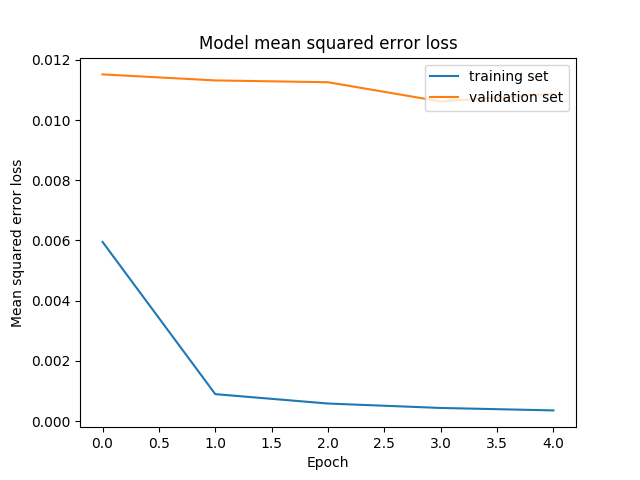 Model mean squared error loss
0.012
0.010
0.008
0.006
0.004
0.002
0.000
Mean squared error loss
training set
validation set
0.0 0.5 1.0 1.5 2.0 2.5 3.0 3.5 4.0
Epoch